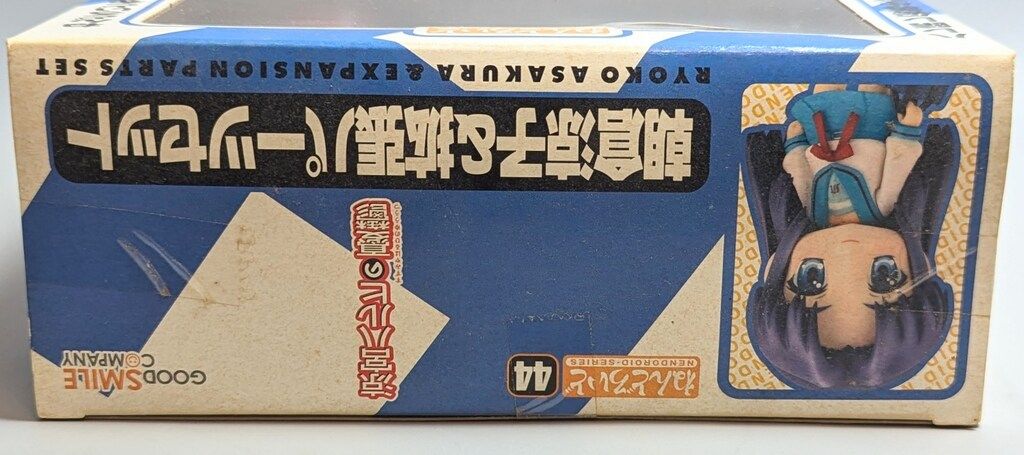 RYOKO ASAKURA & EXPANSION PARTS SET
朝倉涼子&拡張パーツセット
涼宮ハルヒの憂鬱
44
ねんどろいど
NENDOROID-SERIES
GOOD SMILE
COMPANY